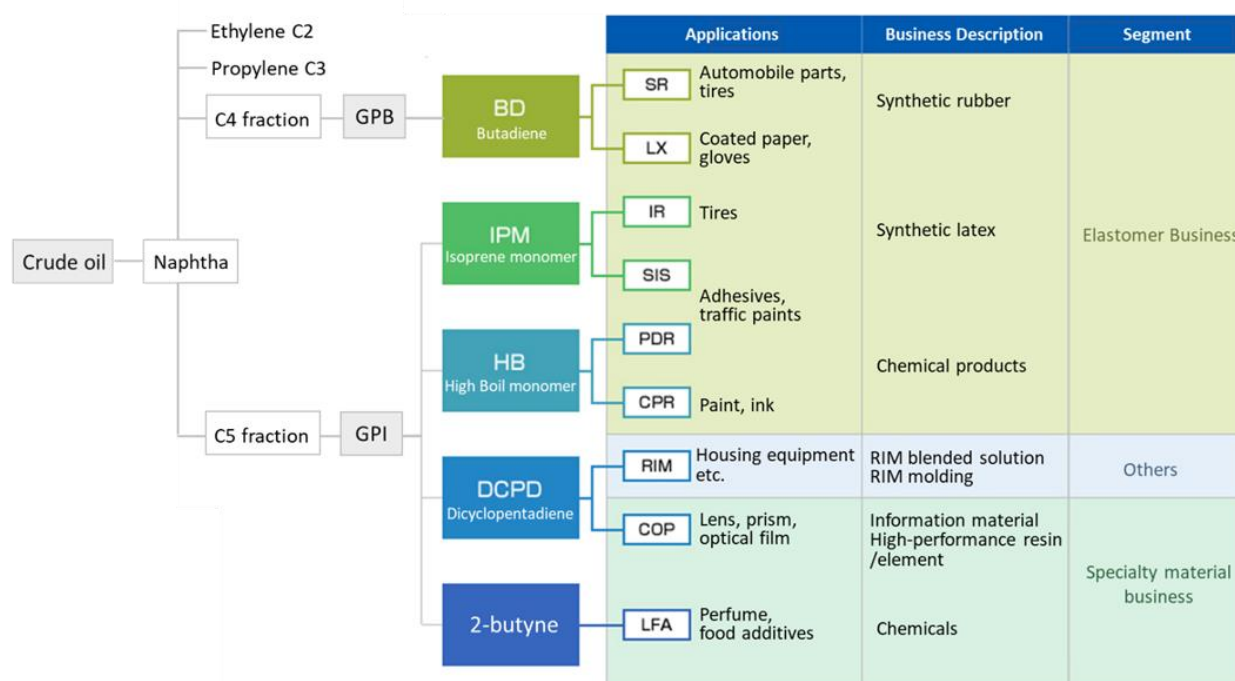 Applications
Business Description
Segment
Ethylene C2
Propylene C3
C4 fraction
GPB
BD
Butadiene
SR
Automobile parts,
tires
Synthetic rubber
LX
Coated paper,
gloves
IPM
Isoprene monomer
IR
Tires
Synthetic latex
Elastomer Business
Crude oil
Naphtha
SIS
Adhesives,
traffic paints
HB
High Boil monomer
PDR
Chemical products
CPR
Paint, ink
C5 fraction
GPI
DCPD
Dicyclopentadiene
RIM
Housing equipment
etc.
RIM blended solution
RIM molding
Others
COP
Lens, prism,
optical film
Information material
High-performance resin
/element
Specialty material
business
2-butyne
LFA
Perfume,
food additives
Chemicals